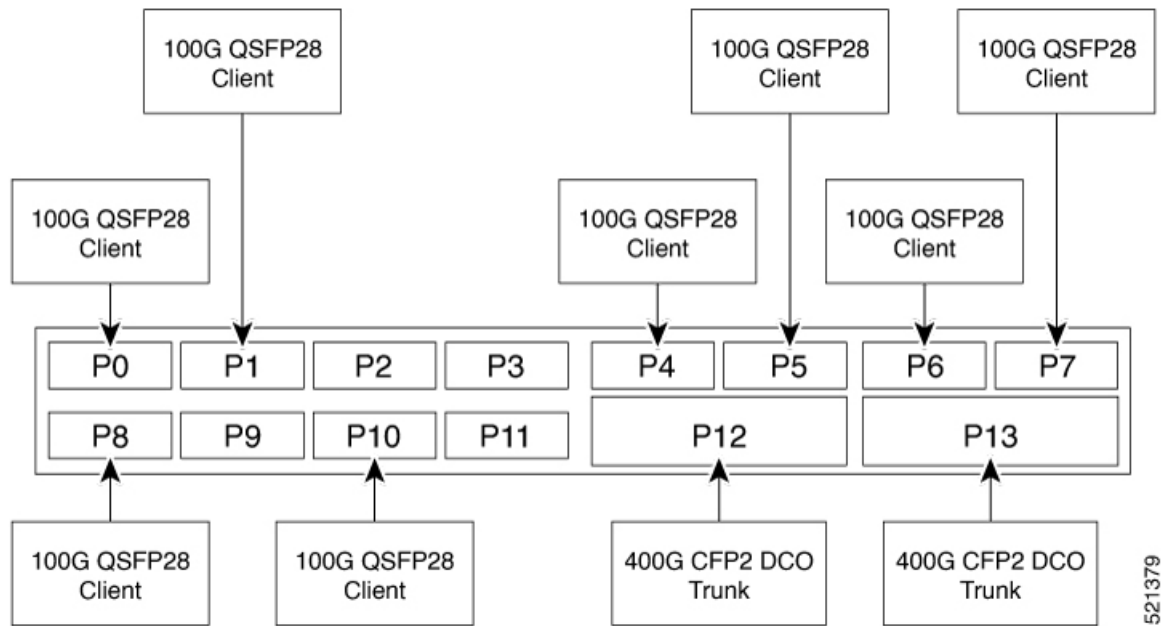 100G QSFP28
Client
100G QSFP28
Client
100G QSFP28
Client
100G QSFP28
Client
100G QSFP28
Client
100G QSFP28
Client
P0 P1 P2 P3 P4 P5 P6 P7
P8 P9 P10 P11 P12 P13
100G QSFP28
Client
100G QSFP28
Client
400G CFP2 DCO
Trunk
400G CFP2 DCO
Trunk
521379